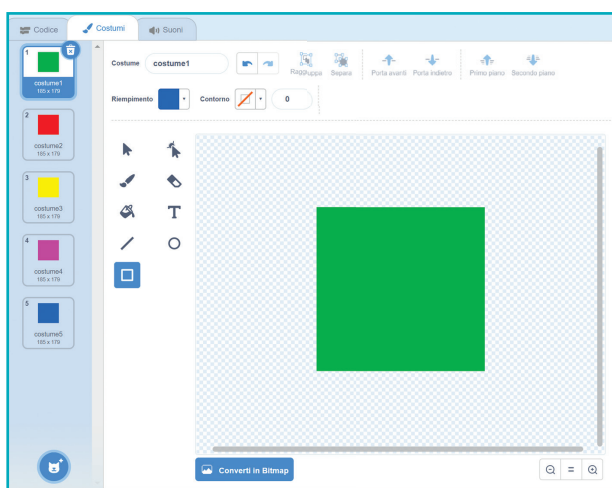 Codice
Costumi
Suoni
1
costume1
185 x 179
2
costume2
185 x 179
3
costume3
185 x 179
4
costume4
185 x 179
5
costume5
185 x 179
Costume
costume1
Raggruppa
Separa
Porta avanti
Porta indietro
Primo piano
Secondo piano
Riempimento
Contorno
0
T
Converti in Bitmap